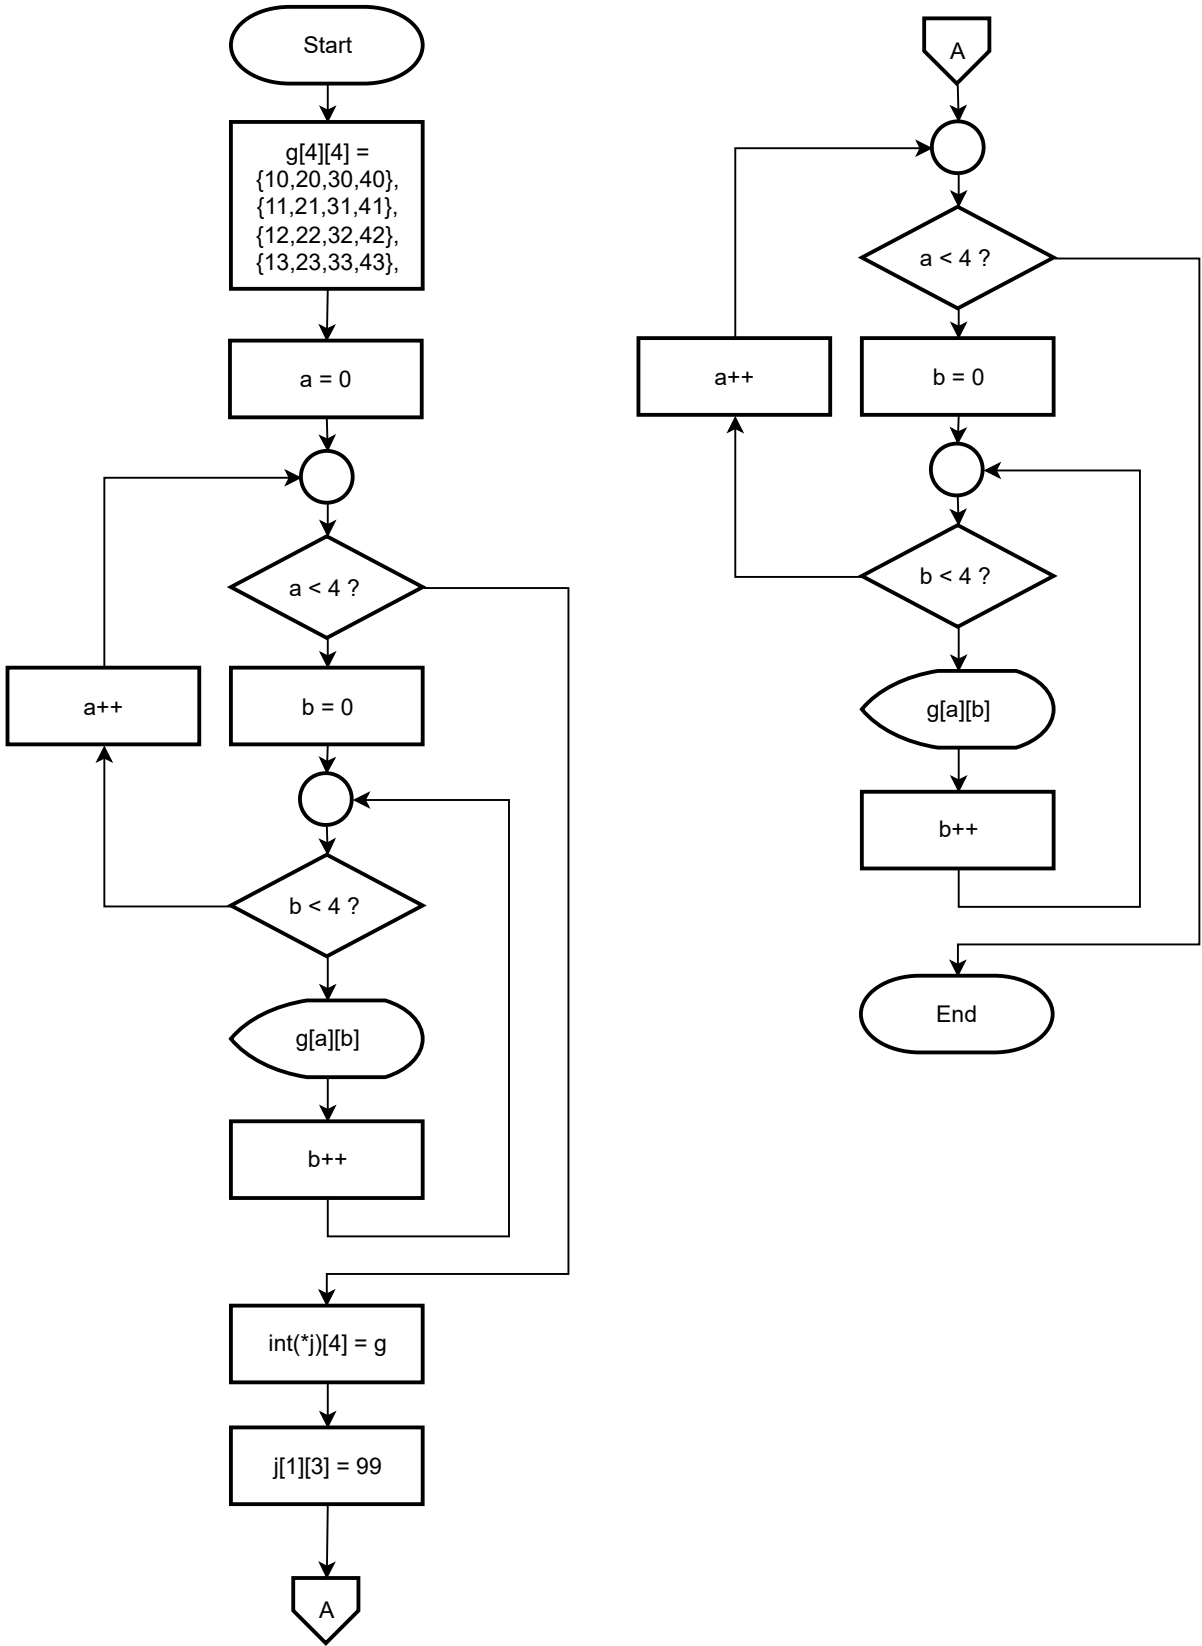 Start
g[4][4] =
{10,20,30,40},
{11,21,31,41},
{12,22,32,42},
{13,23,33,43},
a = 0
a < 4 ?
a++
b = 0
b < 4 ?
g[a][b]
b++
int(*j)[4] = g
j[1][3] = 99
A
A
a < 4 ?
a++
b = 0
b < 4 ?
g[a][b]
b++
End